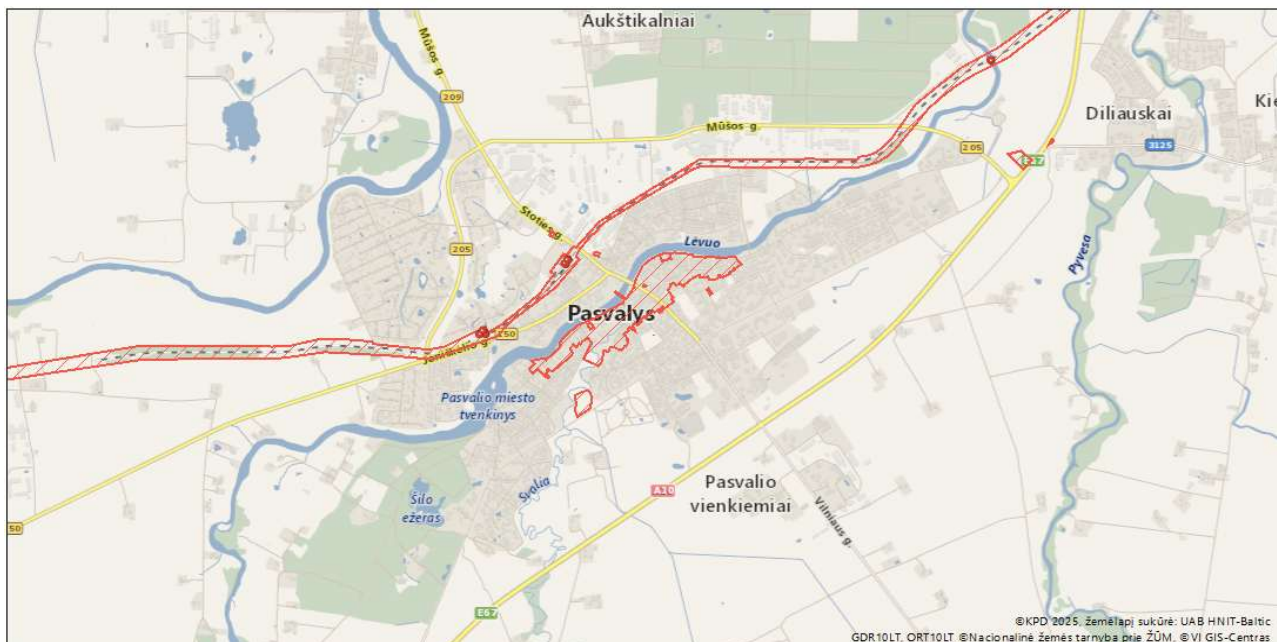 Aukštikalniai
Mūšos g.
209
Mūšos g.
Diliauskai
3125
205
Stoties g.
205
Lėvuo
Pyvesa
Pasvalys
150
Joniškėlio g.
Pasvalio miesto
tvenkinys
Pasvalio
vienkiemiai
A10
Šilo
ežeras
Svalia
Vilniaus g.
E67
©KPD 2025, žemėlapį sukūrė: UAB HNIT-Baltic
GDR10LT, ORT10LT ©Nacionalinė žemės tarnyba prie ŽŪM, ©VĮ GIS-Centras